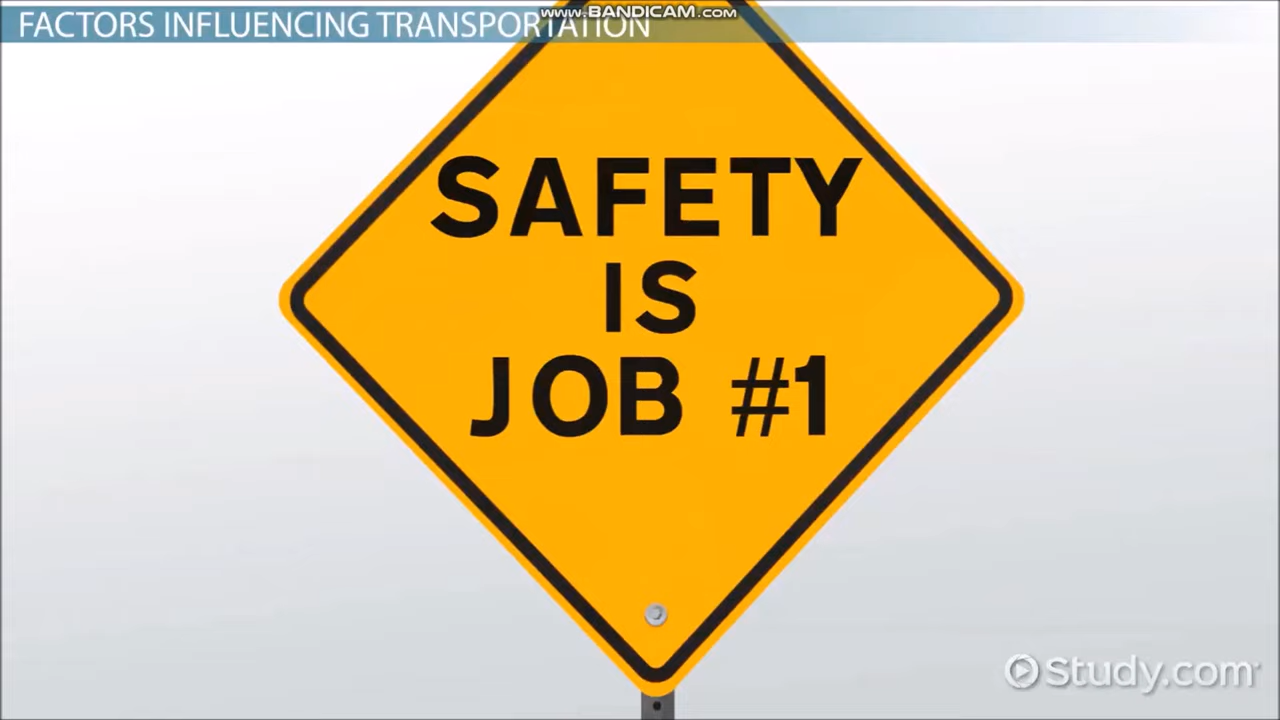 www.BANDICAM.com
FACTORS INFLUENCING TRANSPORTATION
SAFETY
IS
JOB #1
Study.com